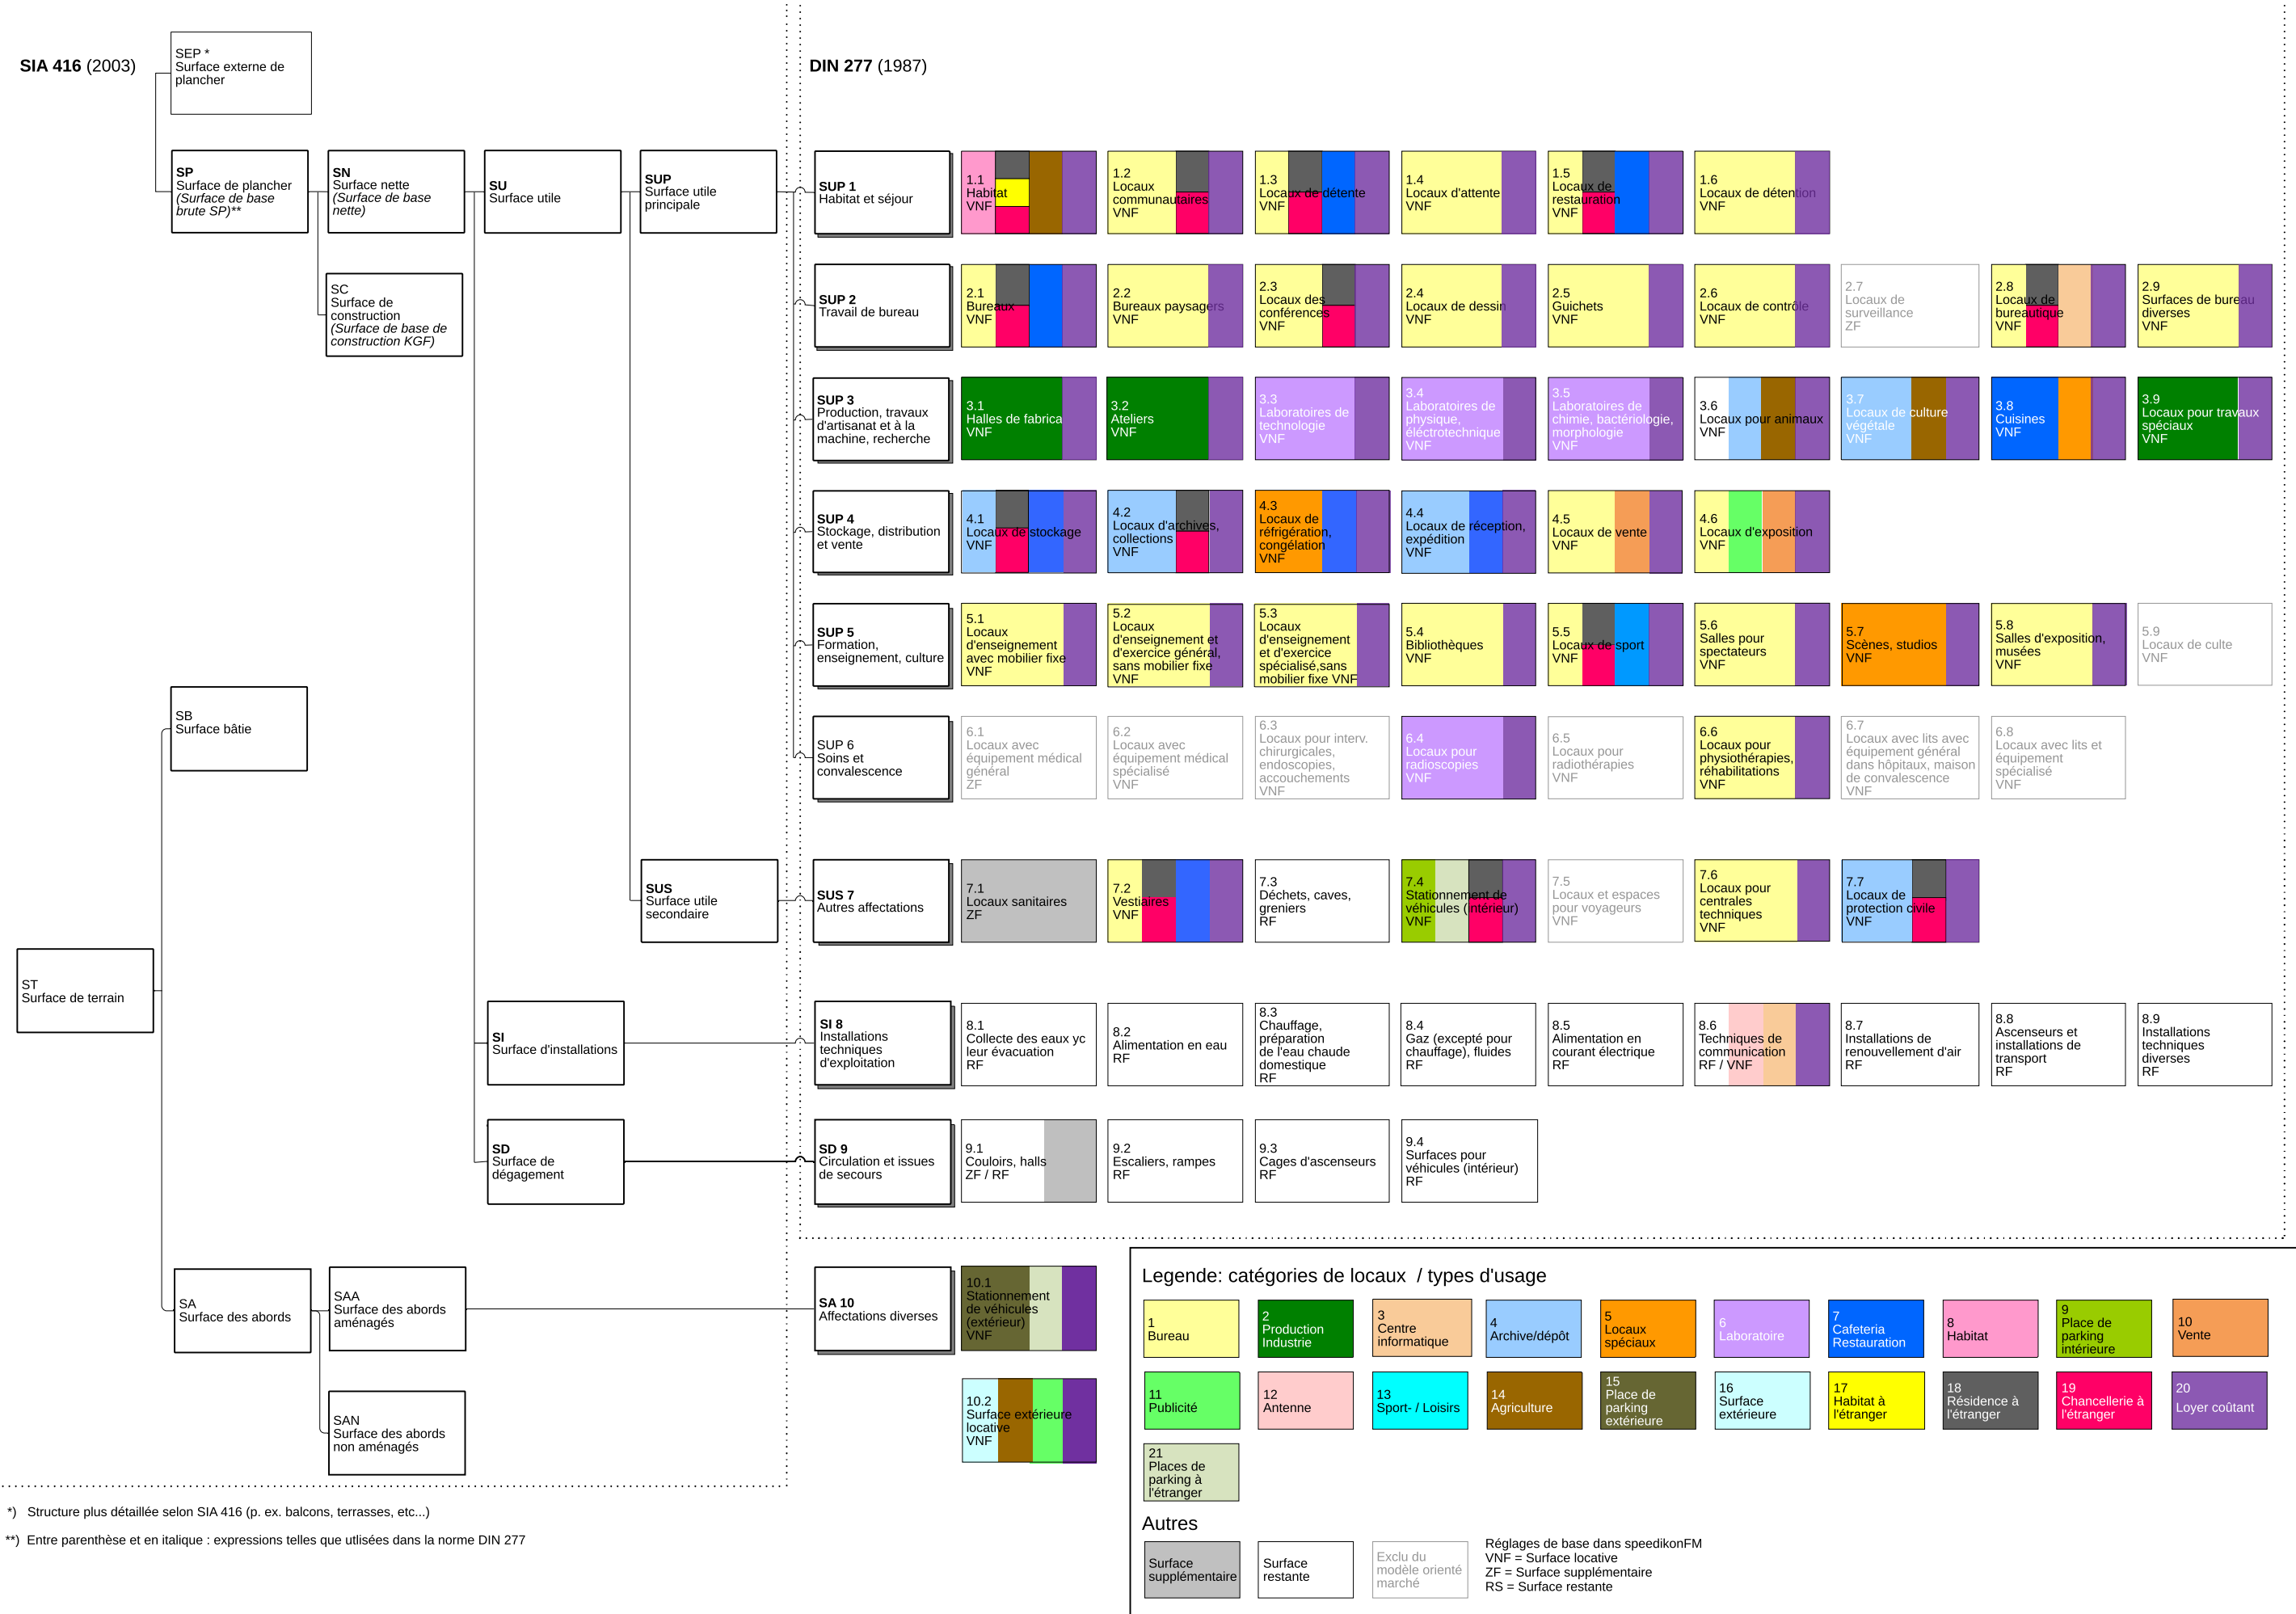 SIA 416 (2003)
DIN 277 (1987)
SEP *
Surface externe de
plancher
SP
Surface de plancher
(Surface de base
brute SP)**
SN
Surface nette
(Surface de base
nette)
SU
Surface utile
SUP
Surface utile
principale
SC
Surface de
construction
(Surface de base de
construction KGF)
SUP 1
Habitat et séjour
1.1
Habitat
VNF
1.2
Locaux
communautaires
VNF
1.3
Locaux de détente
VNF
1.4
Locaux d'attente
VNF
1.5
Locaux de
restauration
VNF
1.6
Locaux de détention
VNF
SUP 2
Travail de bureau
2.1
Bureaux
VNF
2.2
Bureaux paysagers
VNF
2.3
Locaux des
conférences
VNF
2.4
Locaux de dessin
VNF
2.5
Guichets
VNF
2.6
Locaux de contrôle
VNF
2.7
Locaux de
surveillance
ZF
2.8
Locaux de
bureautique
VNF
2.9
Surfaces de bureau
diverses
VNF
SUP 3
Production, travaux
d'artisanat et à la
machine, recherche
3.1
Halles de fabrica
VNF
3.2
Ateliers
VNF
3.3
Laboratoires de
technologie
VNF
3.4
Laboratoires de
physique,
éléctrotechnique
VNF
3.5
Laboratoires de
chimie, bactériologie,
morphologie
VNF
3.6
Locaux pour animaux
VNF
3.7
Locaux de culture
végétale
VNF
3.8
Cuisines
VNF
3.9
Locaux pour travaux
spéciaux
VNF
SUP 4
Stockage, distribution
et vente
4.1
Locaux de stockage
VNF
4.2
Locaux d'archives,
collections
VNF
4.3
Locaux de
réfrigération,
congélation
VNF
4.4
Locaux de réception,
expédition
VNF
4.5
Locaux de vente
VNF
4.6
Locaux d'exposition
VNF
SUP 5
Formation,
enseignement, culture
5.1
Locaux
d'enseignement
avec mobilier fixe
VNF
5.2
Locaux
d'enseignement et
d'exercice général,
sans mobilier fixe
VNF
5.3
Locaux
d'enseignement
et d'exercice
spécialisé,sans
mobilier fixe VNF
5.4
Bibliothèques
VNF
5.5
Locaux de sport
VNF
5.6
Salles pour
spectateurs
VNF
5.7
Scènes, studios
VNF
5.8
Salles d'exposition,
musées
VNF
5.9
Locaux de culte
VNF
SB
Surface bâtie
SUP 6
Soins et
convalescence
6.1
Locaux avec
équipement médical
général
ZF
6.2
Locaux avec
équipement médical
spécialisé
VNF
6.3
Locaux pour interv.
chirurgicales,
endoscopies,
accouchements
VNF
6.4
Locaux pour
radioscopies
VNF
6.5
Locaux pour
radiothérapies
VNF
6.6
Locaux pour
physiothérapies,
réhabilitations
VNF
6.7
Locaux avec lits avec
équipement général
dans hôpitaux, maison
de convalescence
VNF
6.8
Locaux avec lits et
équipement
spécialisé
VNF
SUS
Surface utile
secondaire
SUS 7
Autres affectations
7.1
Locaux sanitaires
ZF
7.2
Vestiaires
VNF
7.3
Déchets, caves,
greniers
RF
7.4
Stationnement de
véhicules (intérieur)
VNF
7.5
Locaux et espaces
pour voyageurs
VNF
7.6
Locaux pour
centrales
techniques
VNF
7.7
Locaux de
protection civile
VNF
ST
Surface de terrain
SI
Surface d'installations
SI 8
Installations
techniques
d'exploitation
8.1
Collecte des eaux yc
leur évacuation
RF
8.2
Alimentation en eau
RF
8.3
Chauffage,
préparation
de l'eau chaude
domestique
RF
8.4
Gaz (excepté pour
chauffage), fluides
RF
8.5
Alimentation en
courant électrique
RF
8.6
Techniques de
communication
RF / VNF
8.7
Installations de
renouvellement d'air
RF
8.8
Ascenseurs et
installations de
transport
RF
8.9
Installations
techniques
diverses
RF
SD
Surface de
dégagement
SD 9
Circulation et issues
de secours
9.1
Couloirs, halls
ZF / RF
9.2
Escaliers, rampes
RF
9.3
Cages d'ascenseurs
RF
9.4
Surfaces pour
véhicules (intérieur)
RF
SA
Surface des abords
SAA
Surface des abords
aménagés
SA 10
Affectations diverses
10.1
Stationnement
de véhicules
(extérieur)
VNF
10.2
Surface extérieure
locative
VNF
SAN
Surface des abords
non aménagés
*) Structure plus détaillée selon SIA 416 (p. ex. balcons, terrasses, etc...)
**) Entre parenthèse et en italique : expressions telles que utlisées dans la norme DIN 277
Legende: catégories de locaux / types d'usage
1
Bureau
2
Production
Industrie
3
Centre
informatique
4
Archive/dépôt
5
Locaux
spéciaux
6
Laboratoire
7
Cafeteria
Restauration
8
Habitat
9
Place de
parking
intérieure
10
Vente
11
Publicité
12
Antenne
13
Sport- / Loisirs
14
Agriculture
15
Place de
parking
extérieure
16
Surface
extérieure
17
Habitat à
l'étranger
18
Résidence à
l'étranger
19
Chancellerie à
l'étranger
20
Loyer coûtant
21
Places de
parking à
l'étranger
Autres
Surface
supplémentaire
Surface
restante
Exclu du
modèle orienté
marché
Réglages de base dans speedikonFM
VNF = Surface locative
ZF = Surface supplémentaire
RS = Surface restante